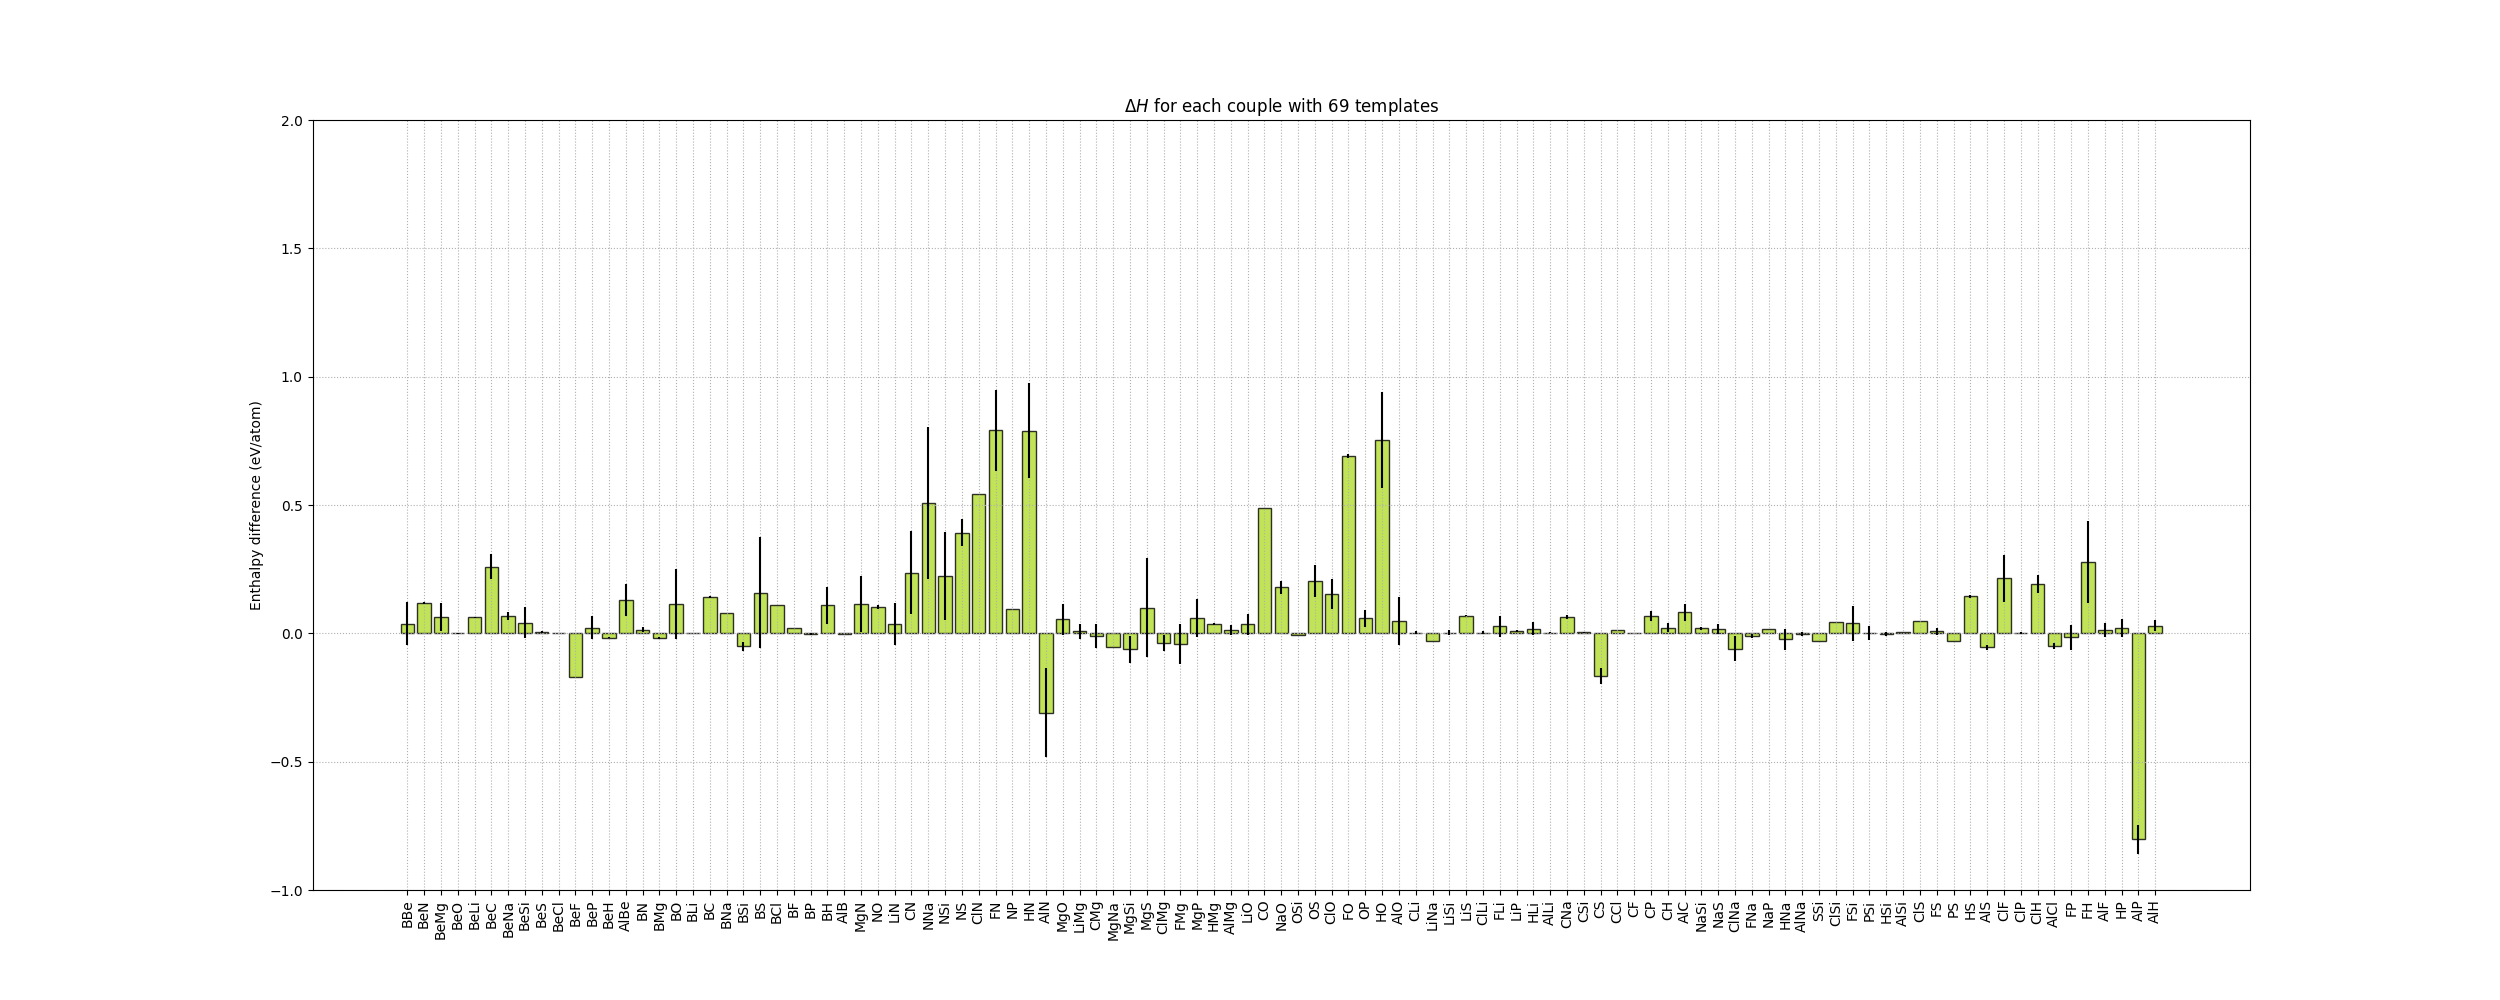 ΔH for each couple with 69 templates
Enthalpy difference (eV/atom)
2.0
1.5
1.0
0.5
0.0
−0.5
−1.0
BBe
BeN
BeMg
BeO
BeLi
BeC
BeNa
BeSi
BeS
BeCl
BeF
BeP
BeH
AlBe
BN
BMg
BO
BLi
BC
BNa
BSi
BS
BCl
BF
BP
BH
AlB
MgN
NO
LiN
CN
NNa
NSi
NS
ClN
FN
NP
HN
AlN
MgO
LiMg
CMg
MgNa
MgSi
MgS
ClMg
FMg
MgP
HMg
AlMg
LiO
CO
NaO
OSi
OS
ClO
FO
OP
HO
AlO
CLi
LiNa
LiSi
LiS
ClLi
FLi
LiP
HLi
AlLi
CNa
CSi
CS
CCl
CF
CP
CH
AlC
NaSi
NaS
ClNa
FNa
NaP
HNa
AlNa
SSi
ClSi
FSi
PSi
HSi
AlSi
ClS
FS
PS
HS
AlS
ClF
ClP
ClH
AlCl
FP
FH
AlF
HP
AlP
AlH